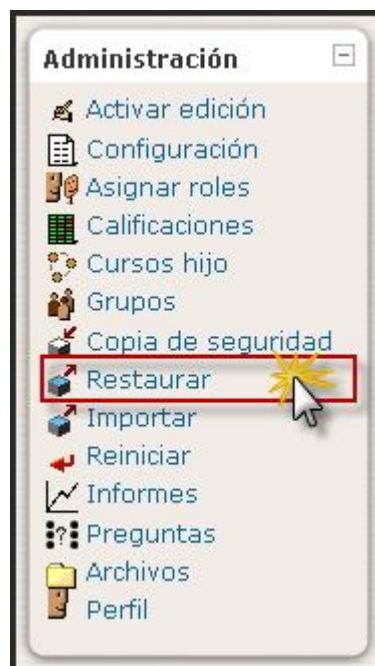 Administración
Activar edición
Configuración
Asignar roles
Calificaciones
Cursos hijo
Grupos
Copia de seguridad
Restaurar
Importar
Reiniciar
Informes
Preguntas
Archivos
Perfil